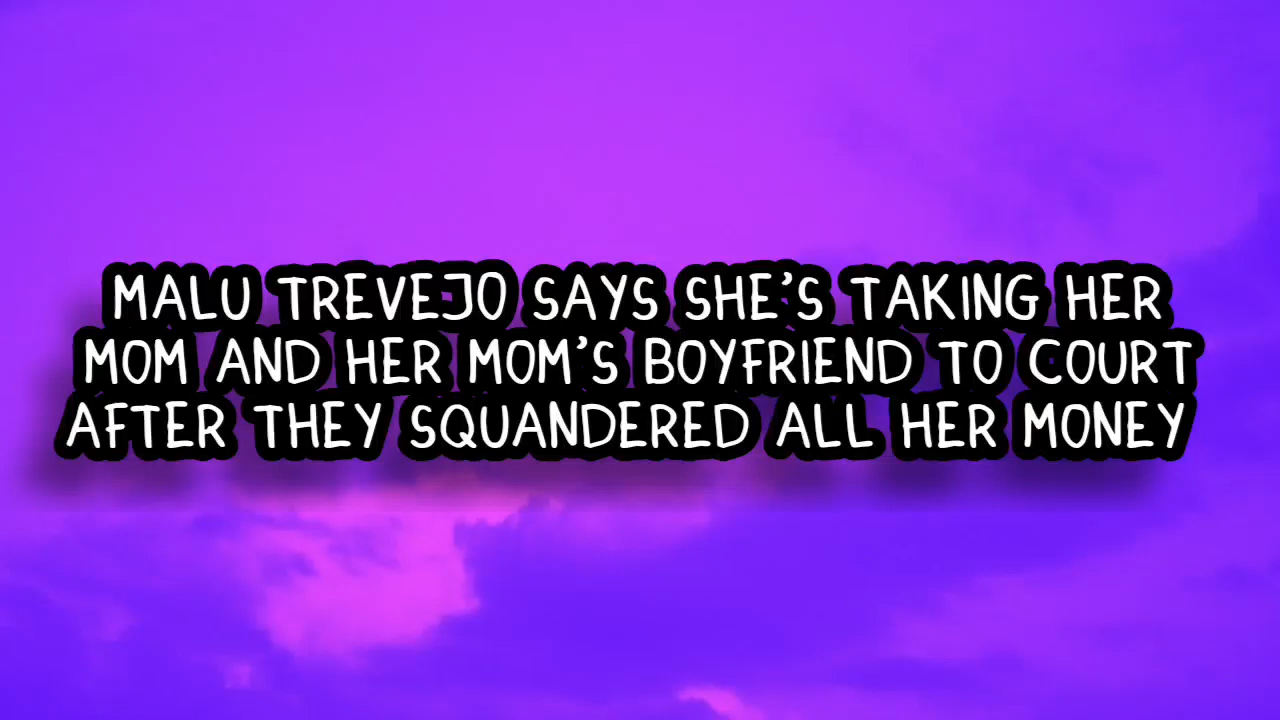 MALU TREVEJO SAYS SHE'S TAKING HER
MOM AND HER MOM'S BOYFRIEND TO COURT
AFTER THEY SQUANDERED ALL HER MONEY